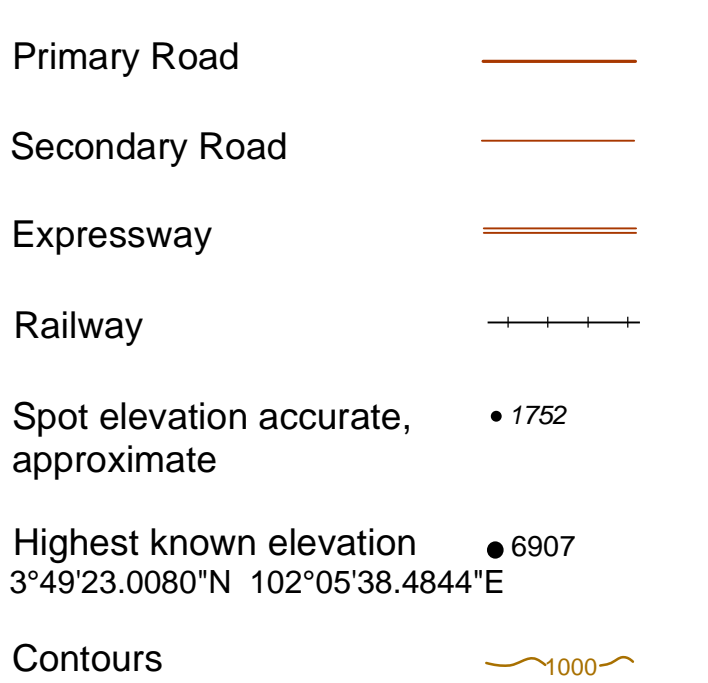 Primary Road
Secondary Road
Expressway
Railway
Spot elevation accurate, 1752
approximate
Highest known elevation 6907
3°49'23.0080"N 102°05'38.4844"E
Contours 1000